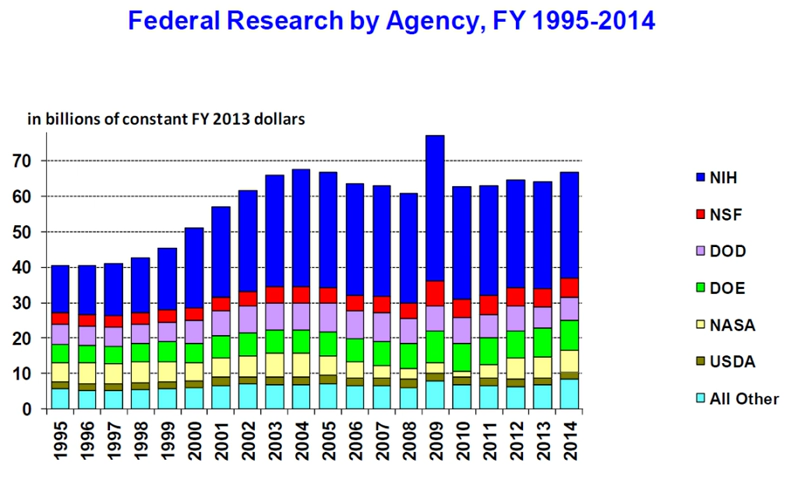 Federal Research by Agency, FY 1995-2014
in billions of constant FY 2013 dollars
70
60
50
40
30
20
10
0
1995 1996 1997 1998 1999 2000 2001 2002 2003 2004 2005 2006 2007 2008 2009 2010 2011 2012 2013 2014
NIH
NSF
DOD
DOE
NASA
USDA
All Other